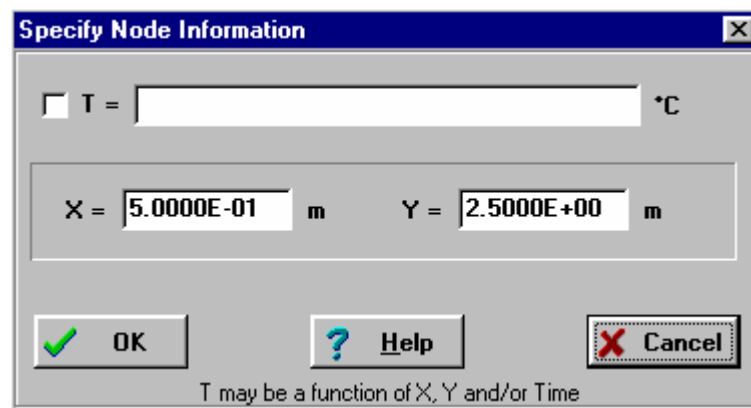 Specify Node Information
T = °C
X = 5.0000E-01 m Y = 2.5000E+00 m
OK Help Cancel
T may be a function of X, Y and/or Time